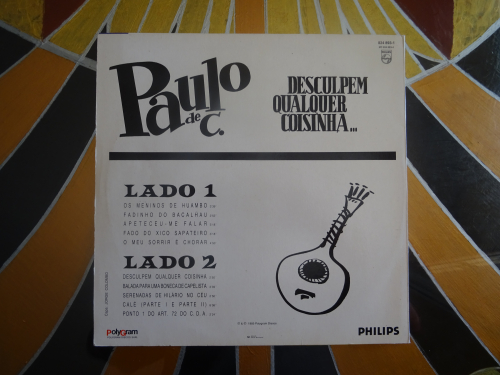 Paulo
de C.
DESCULPEM
QUALQUER
COISINHA...
PHILIPS
LADO 1
OS MENINOS DE HUAMBO
FADINHO DO BACALHAU
APETECEU-ME FALAR
FADO DO XICO SAPATEIRO
O MEU SORRIR E CHORAR
LADO 2
DESCULPEM QUALQUER COISINHA
BALADA PARA UMA BONECA DE CAPELISTA
SERENADAS DE HILARIO NO CÉU
CALE (PARTE I E PARTE II)
PONTO 1 DO ART. 72 DO C.D.A.
PolyGram
PHILIPS